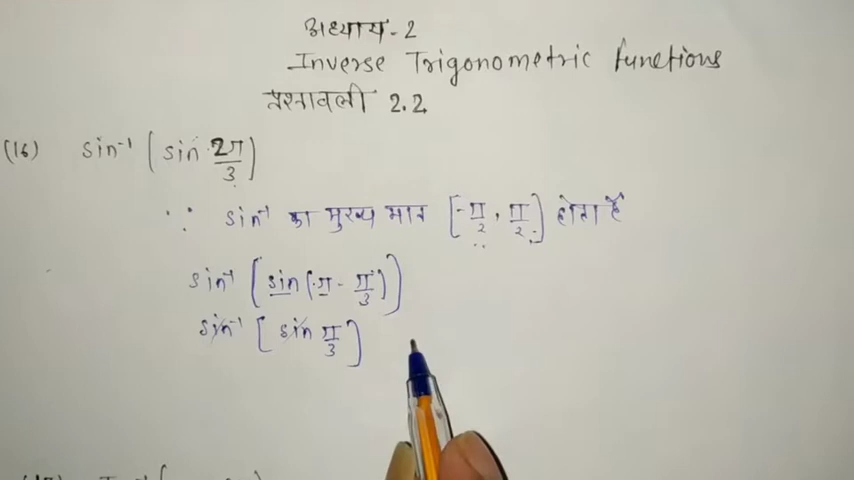 अध्याय - 2
Inverse Trigonometric functions
प्रश्नावली 2.2
(16) sin⁻¹ (sin 2π/3)
∵ sin⁻¹ का मुख्य मान [-π/2, π/2] होता है
sin⁻¹ (sin (π - π/3))
sin⁻¹ [sin π/3]